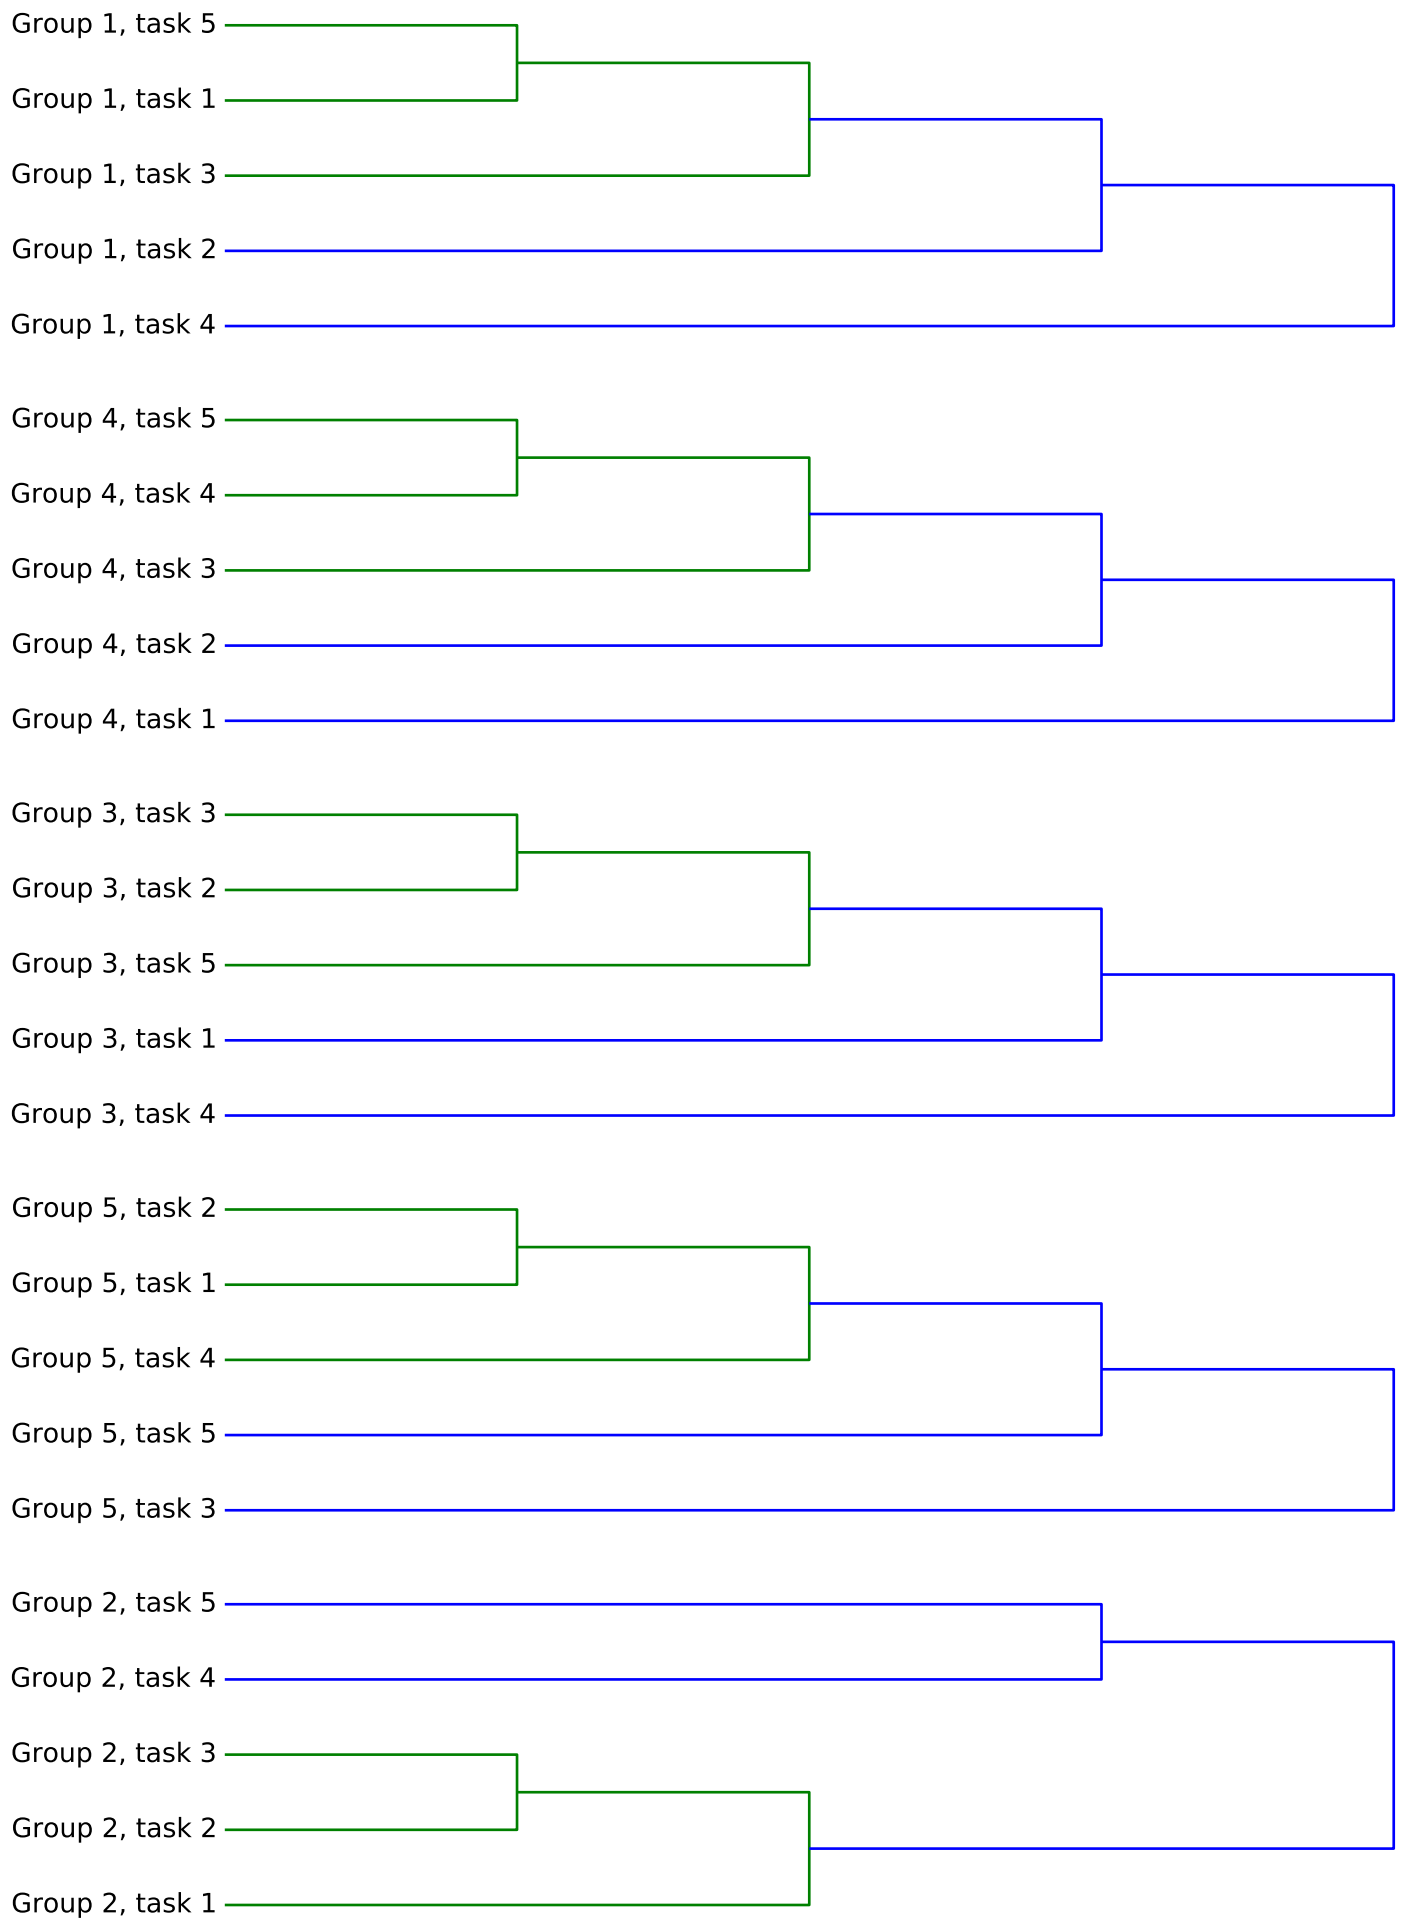 Group 1, task 5
Group 1, task 1
Group 1, task 3
Group 1, task 2
Group 1, task 4
Group 4, task 5
Group 4, task 4
Group 4, task 3
Group 4, task 2
Group 4, task 1
Group 3, task 3
Group 3, task 2
Group 3, task 5
Group 3, task 1
Group 3, task 4
Group 5, task 2
Group 5, task 1
Group 5, task 4
Group 5, task 5
Group 5, task 3
Group 2, task 5
Group 2, task 4
Group 2, task 3
Group 2, task 2
Group 2, task 1